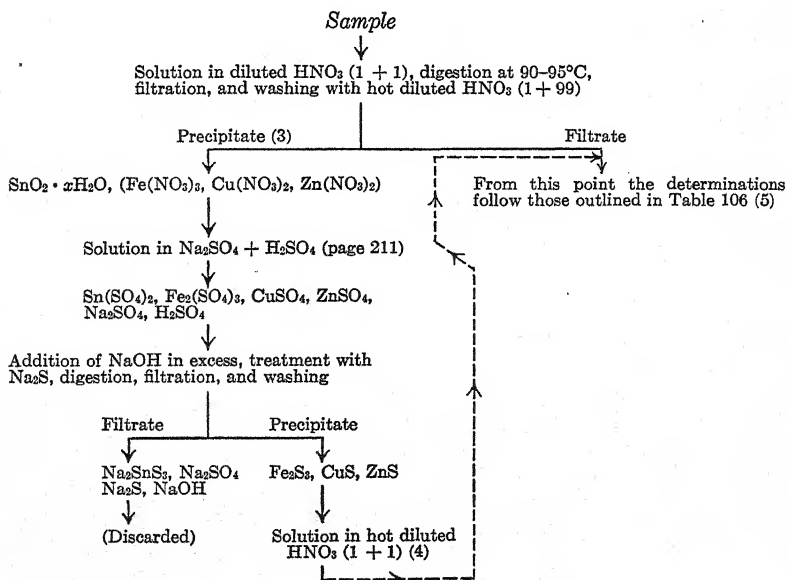 Sample
Solution in diluted HNO₃ (1 + 1), digestion at 90–95°C,
filtration, and washing with hot diluted HNO₃ (1 + 99)
Precipitate (3)
Filtrate
SnO₂ · xH₂O, (Fe(NO₃)₃, Cu(NO₃)₂, Zn(NO₃)₂)
From this point the determinations
follow those outlined in Table 106 (5)
Solution in Na₂SO₄ + H₂SO₄ (page 211)
Sn(SO₄)₂, Fe₂(SO₄)₃, CuSO₄, ZnSO₄,
Na₂SO₄, H₂SO₄
Addition of NaOH in excess, treatment with
Na₂S, digestion, filtration, and washing
Filtrate
Precipitate
Na₂SnS₃, Na₂SO₄
Na₂S, NaOH
Fe₂S₃, CuS, ZnS
(Discarded)
Solution in hot diluted
HNO₃ (1 + 1) (4)